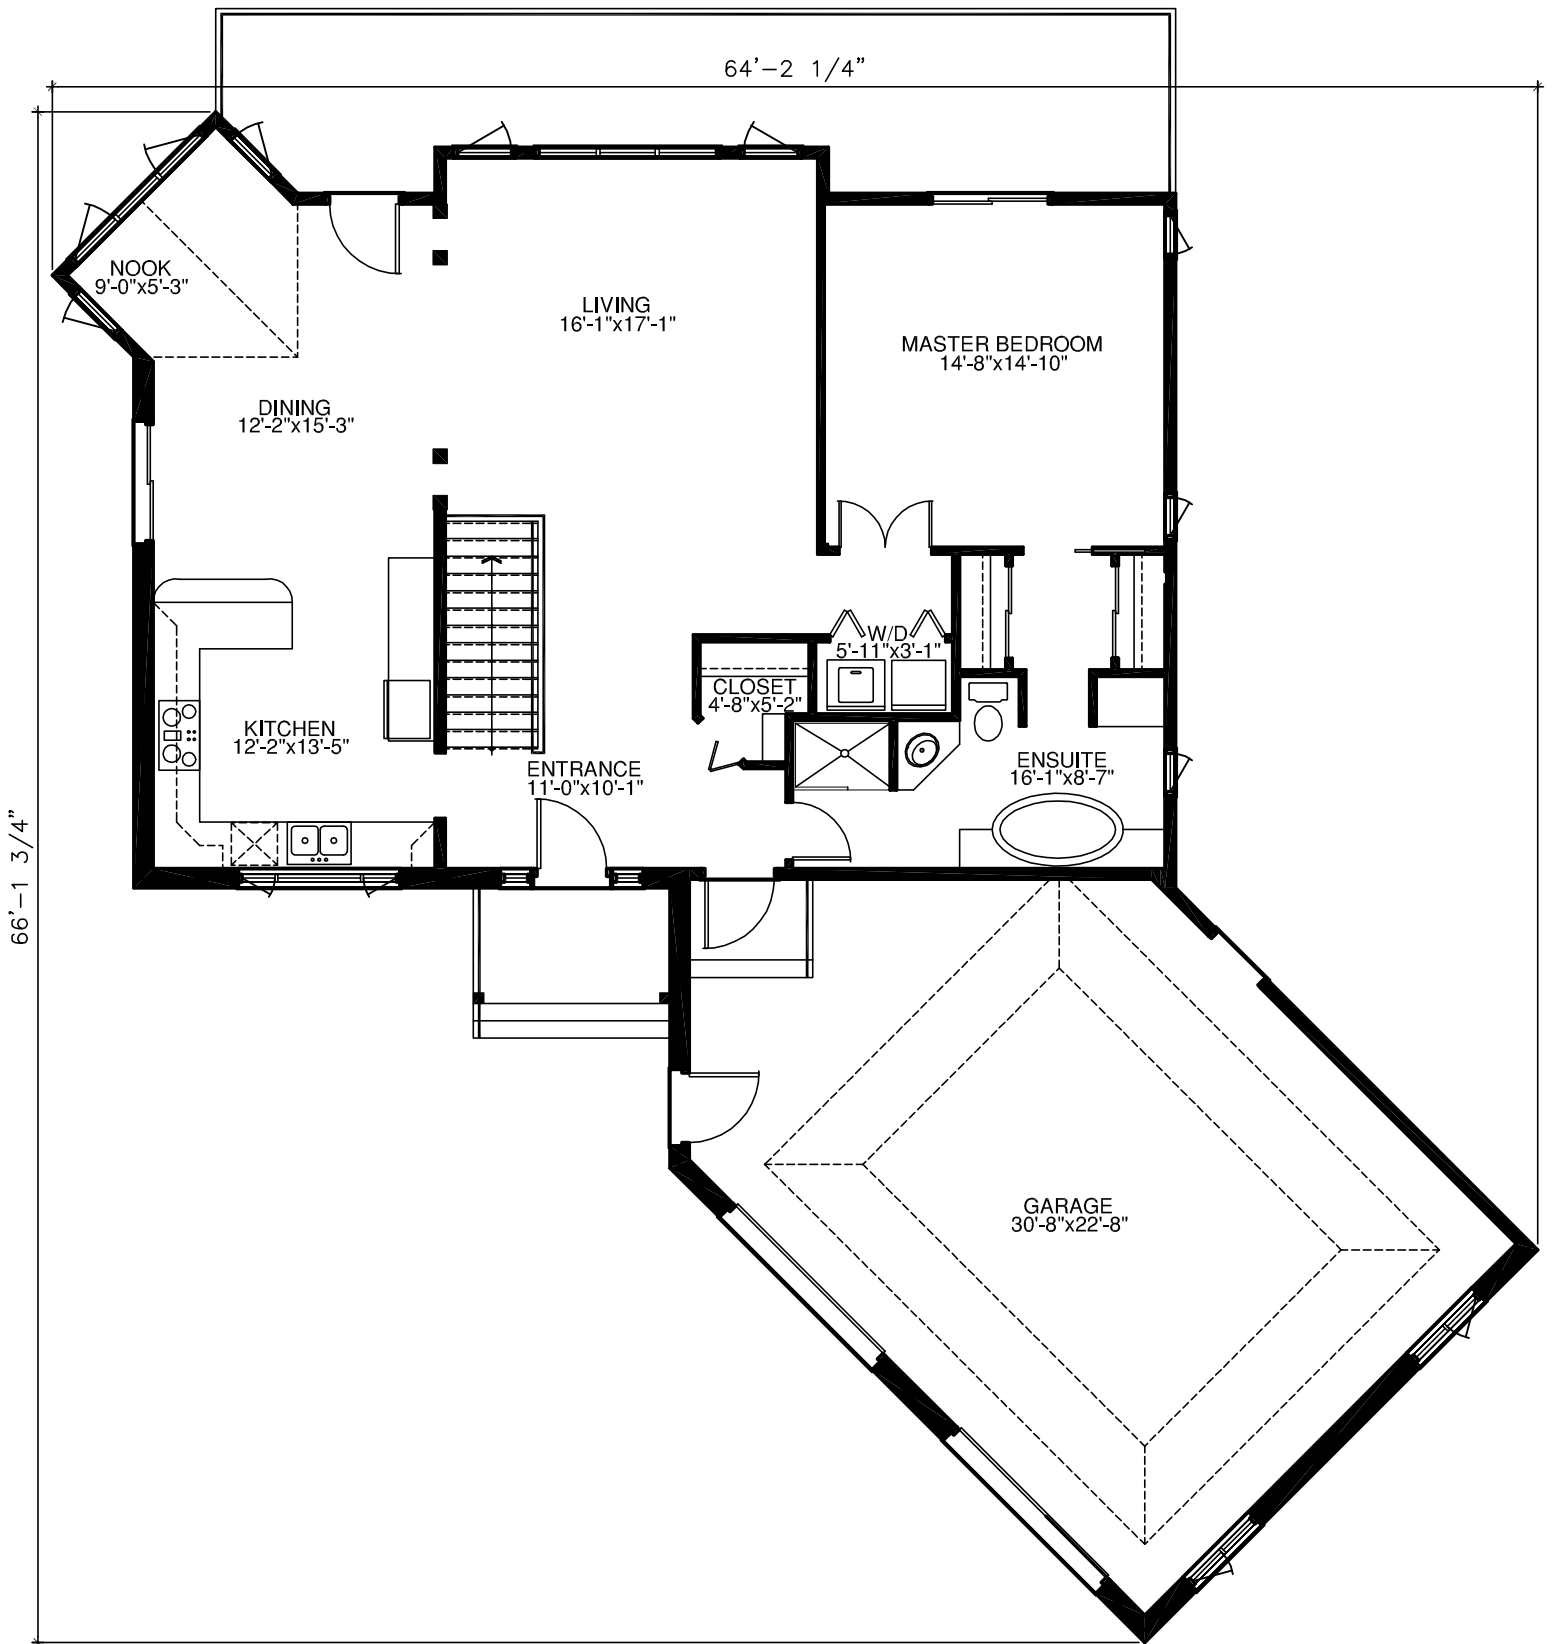 64'-2 1/4"
NOOK
9'-0"x5'-3"
LIVING
16'-1"x17'-1"
MASTER BEDROOM
14'-8"x14'-10"
DINING
12'-2"x15'-3"
W/D
5'-11"x3'-1"
CLOSET
4'-8"x5'-2"
KITCHEN
12'-2"x13'-5"
ENTRANCE
11'-0"x10'-1"
ENSUITE
16'-1"x8'-7"
66'-1 3/4"
GARAGE
30'-8"x22'-8"